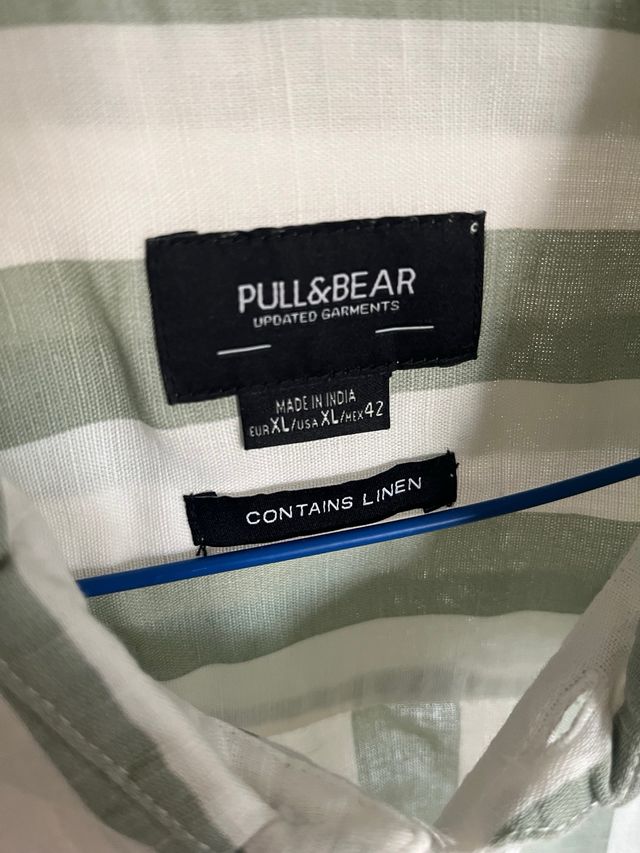 PULL&BEAR
UPDATED GARMENTS
MADE IN INDIA
EUR XL/USA XL/MEX 42
CONTAINS LINEN